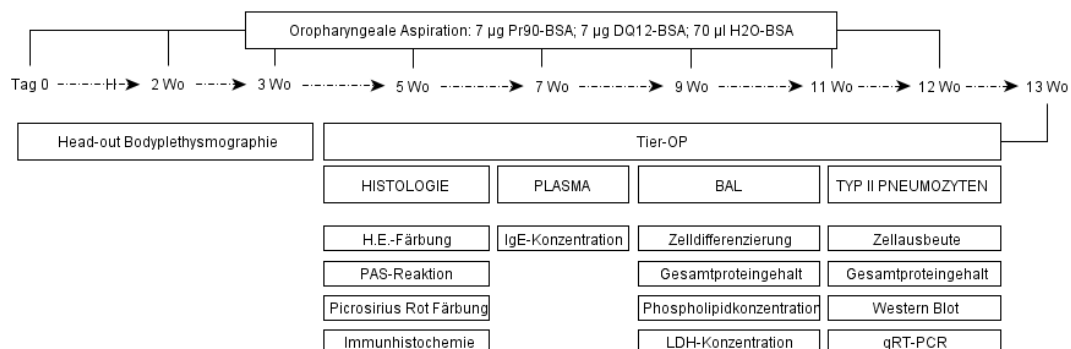 Oropharyngeale Aspiration: 7 µg Pr90-BSA; 7 µg DQ12-BSA; 70 µl H2O-BSA
Tag 0 H 2 Wo 3 Wo 5 Wo 7 Wo 9 Wo 11 Wo 12 Wo 13 Wo
Head-out Bodyplethysmographie Tier-OP
HISTOLOGIE PLASMA BAL TYP II PNEUMOZYTEN
H.E.-Färbung IgE-Konzentration Zelldifferenzierung Zellausbeute
PAS-Reaktion Gesamtproteingehalt Gesamtproteingehalt
Picrosirius Rot Färbung Phospholipidkonzentration Western Blot
Immunhistochemie LDH-Konzentration qRT-PCR